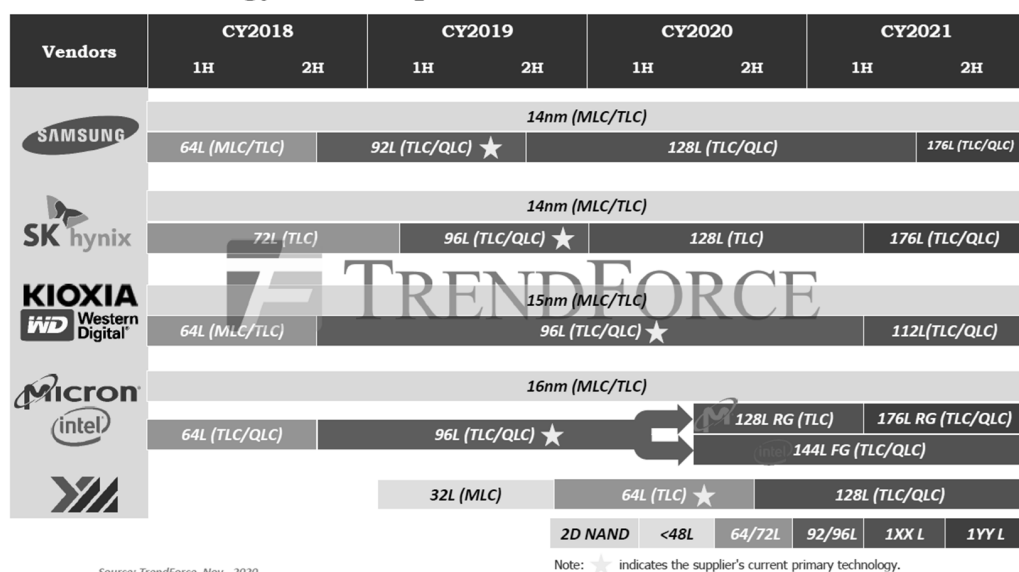 Vendors CY2018 CY2019 CY2020 CY2021
1H 2H 1H 2H 1H 2H 1H 2H
SAMSUNG
14nm (MLC/TLC)
64L (MLC/TLC) 92L (TLC/QLC) 128L (TLC/QLC) 176L (TLC/QLC)
SK hynix
14nm (MLC/TLC)
72L (TLC) 96L (TLC/QLC) 128L (TLC) 176L (TLC/QLC)
TRENDFORCE
KIOXIA
WD Western Digital
15nm (MLC/TLC)
64L (MLC/TLC) 96L (TLC/QLC) 112L(TLC/QLC)
Micron
intel
16nm (MLC/TLC)
128L RG (TLC) 176L RG (TLC/QLC)
64L (TLC/QLC) 96L (TLC/QLC)
intel 144L FG (TLC/QLC)
32L (MLC) 64L (TLC) 128L (TLC/QLC)
2D NAND <48L 64/72L 92/96L 1XX L 1YY L
Note: indicates the supplier's current primary technology.
Source: TrendForce, Nov., 2020